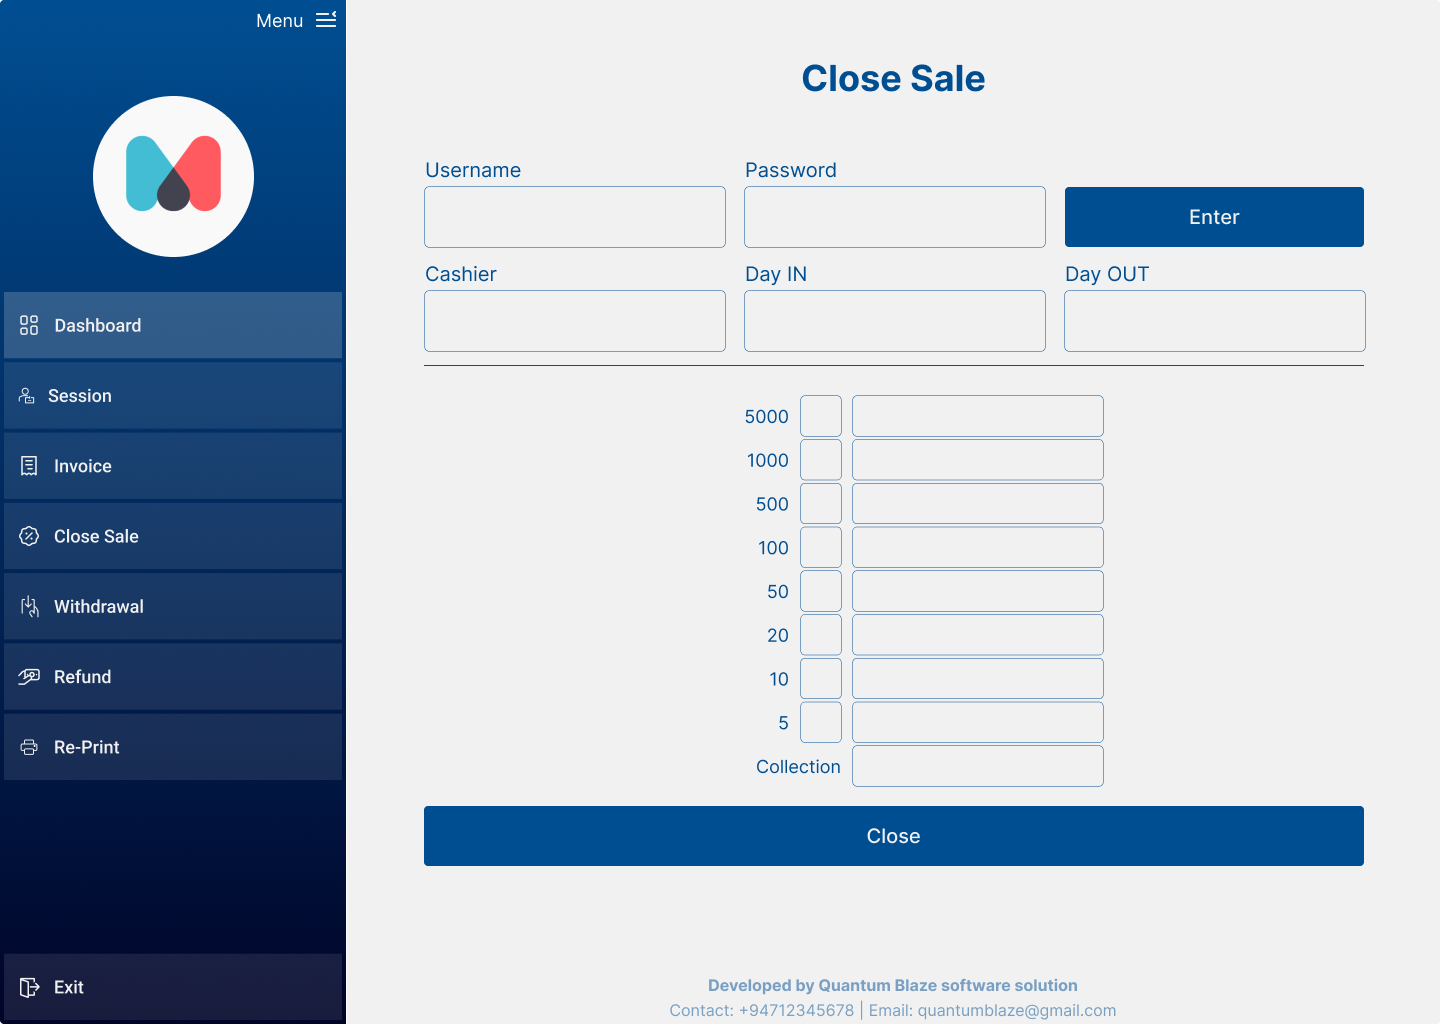 Menu
Dashboard
Session
Invoice
Close Sale
Withdrawal
Refund
Re-Print
Exit
Close Sale
Username
Password
Enter
Cashier
Day IN
Day OUT
5000
1000
500
100
50
20
10
5
Collection
Close
Developed by Quantum Blaze software solution
Contact: +94712345678 | Email: quantumblaze@gmail.com